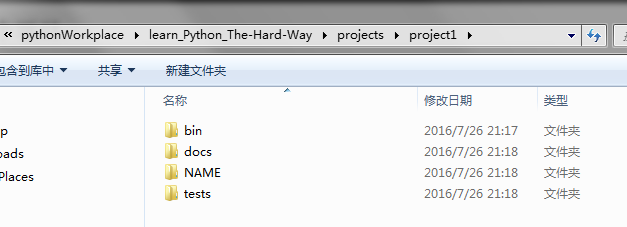 « pythonWorkplace ▸ learn_Python_The-Hard-Way ▸ projects ▸ project1 ▸
包含到库中 ▾ 共享 ▾ 新建文件夹
名称 修改日期 类型
bin 2016/7/26 21:17 文件夹
docs 2016/7/26 21:18 文件夹
NAME 2016/7/26 21:18 文件夹
tests 2016/7/26 21:18 文件夹
p
oads
Places